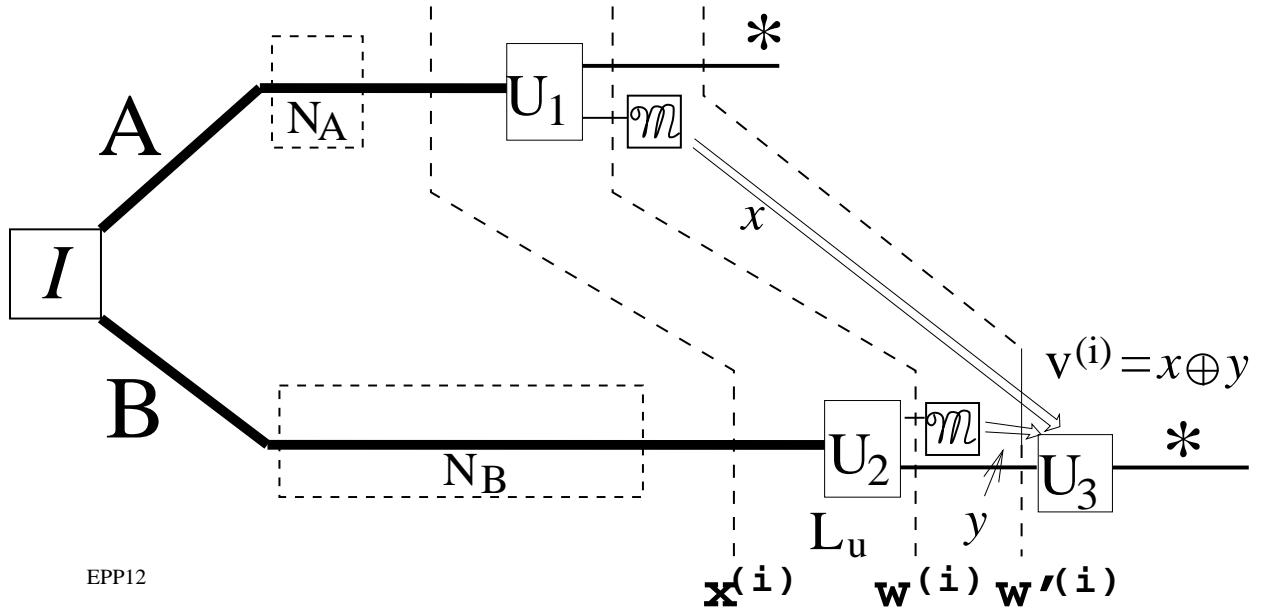 *
A
N_A
U_1
𝓜
x
I
v^(i) = x ⊕ y
B
𝓜
*
N_B
U_2
U_3
L_u
y
EPP12
x^(i) w^(i) w′^(i)